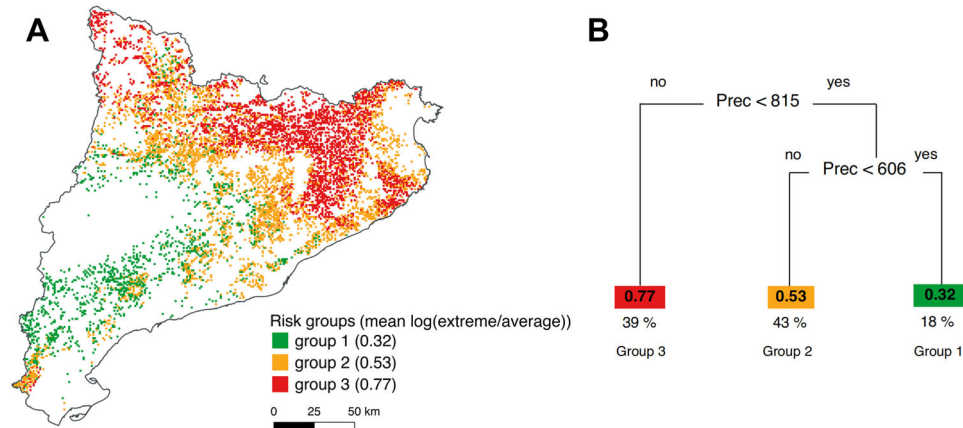 A
Risk groups (mean log(extreme/average))
group 1 (0.32)
group 2 (0.53)
group 3 (0.77)
0 25 50 km
B
no yes
Prec < 815
no yes
Prec < 606
0.77 0.53 0.32
39 % 43 % 18 %
Group 3 Group 2 Group 1